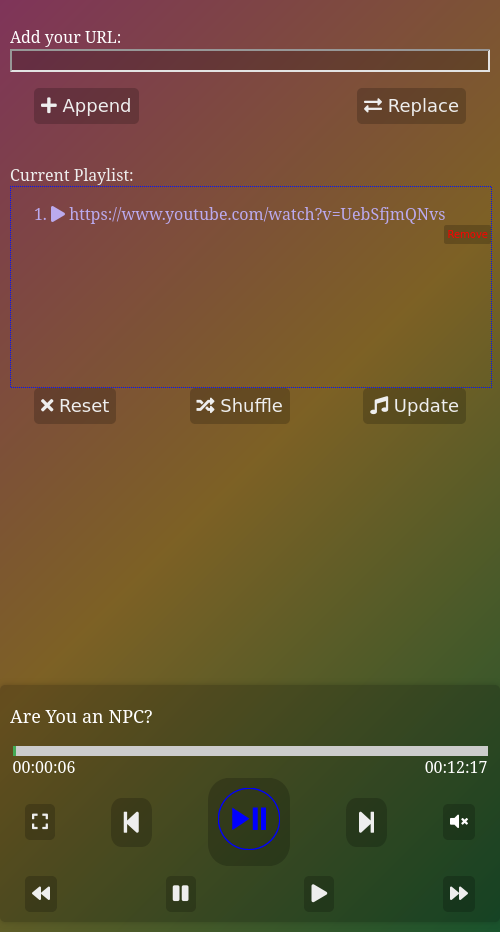 Add your URL:
Append
Replace
Current Playlist:
1. https://www.youtube.com/watch?v=UebSfjmQNvs
Remove
Reset
Shuffle
Update
Are You an NPC?
00:00:06
00:12:17